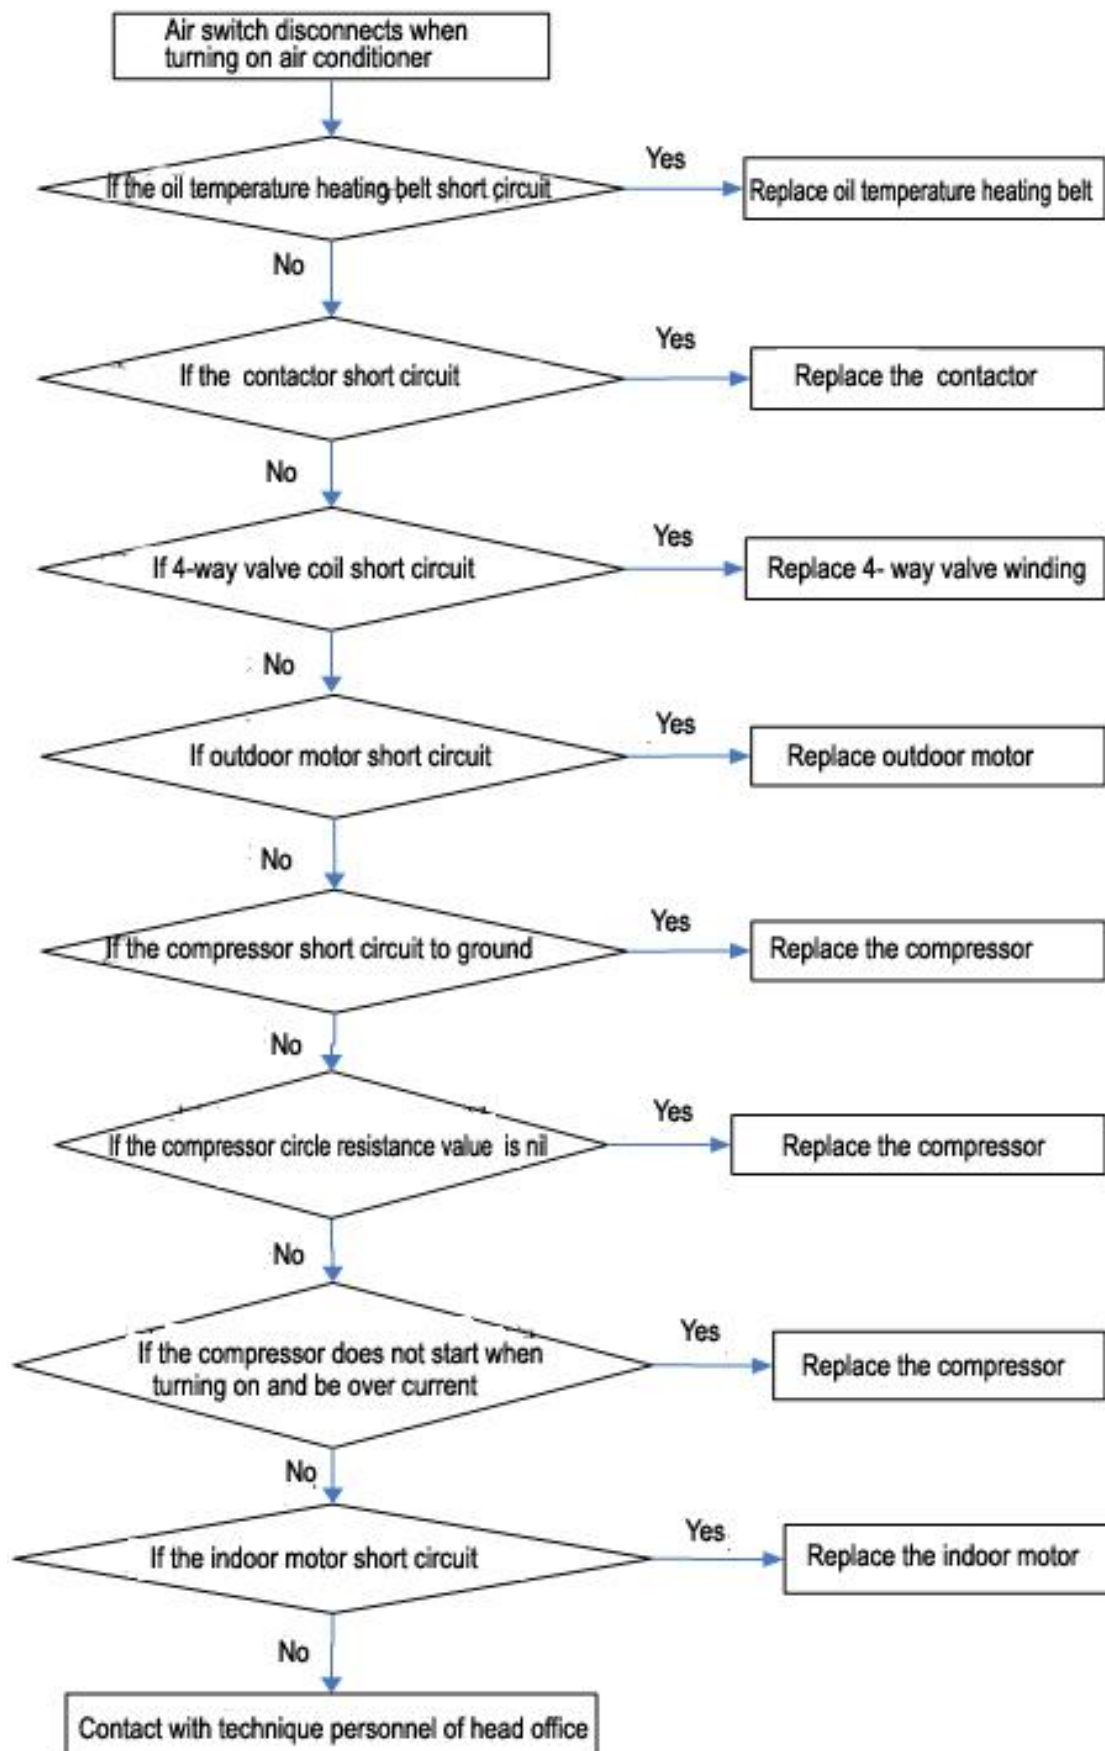 Air switch disconnects when
turning on air conditioner
If the oil temperature heating belt short circuit
Yes
Replace oil temperature heating belt
No
If the contactor short circuit
Yes
Replace the contactor
No
If 4-way valve coil short circuit
Yes
Replace 4- way valve winding
No
If outdoor motor short circuit
Yes
Replace outdoor motor
No
If the compressor short circuit to ground
Yes
Replace the compressor
No
If the compressor circle resistance value is nil
Yes
Replace the compressor
No
If the compressor does not start when
turning on and be over current
Yes
Replace the compressor
No
If the indoor motor short circuit
Yes
Replace the indoor motor
No
Contact with technique personnel of head office